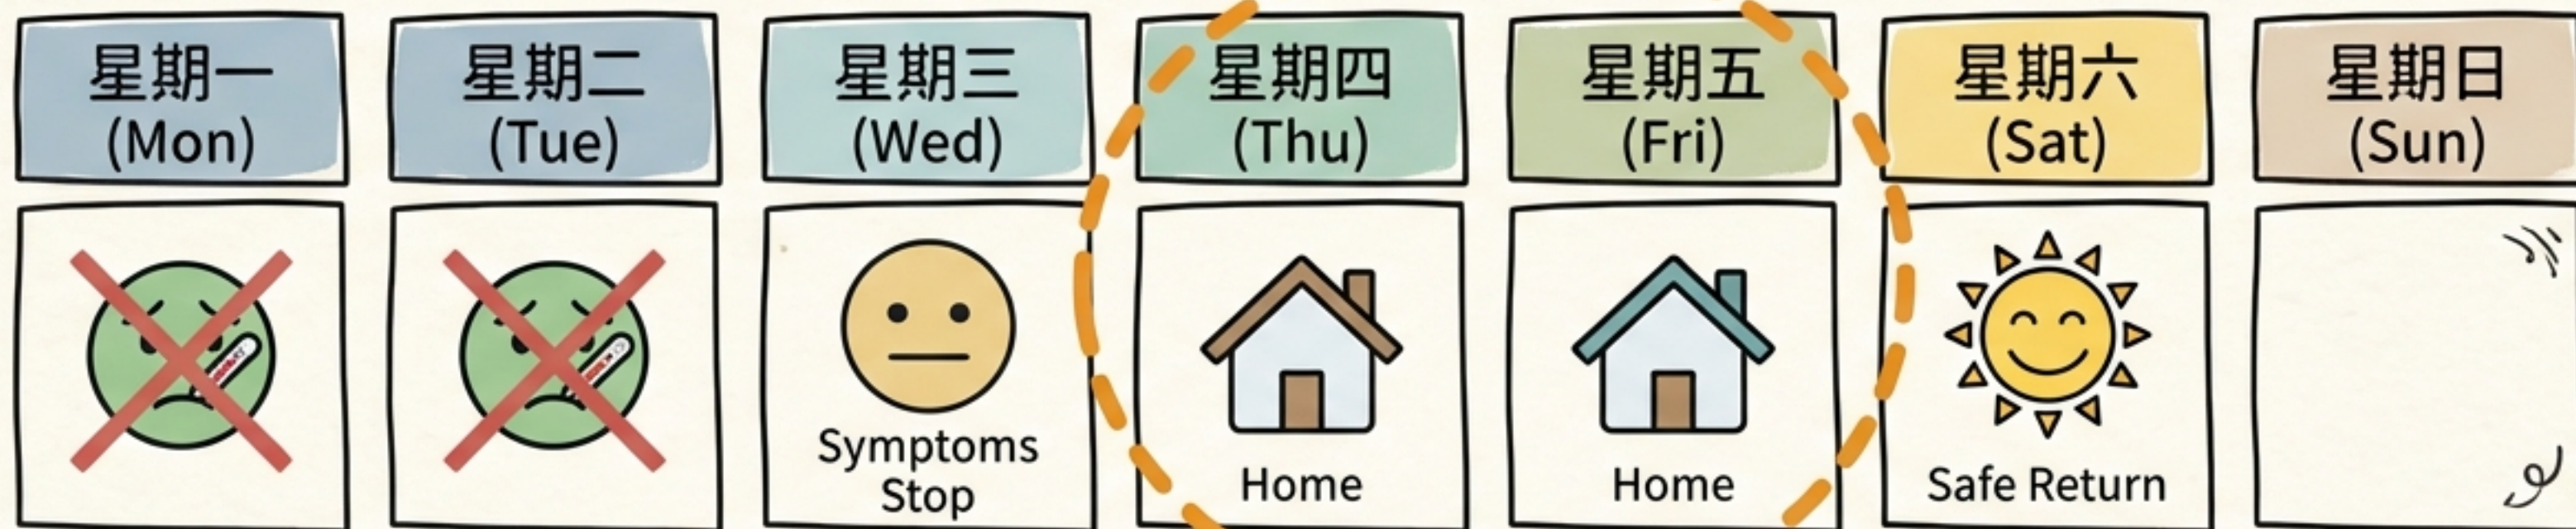 星期一
(Mon)
星期二
(Tue)
星期三
(Wed)
星期四
(Thu)
星期五
(Fri)
星期六
(Sat)
星期日
(Sun)
Symptoms
Stop
Home
Home
Safe Return